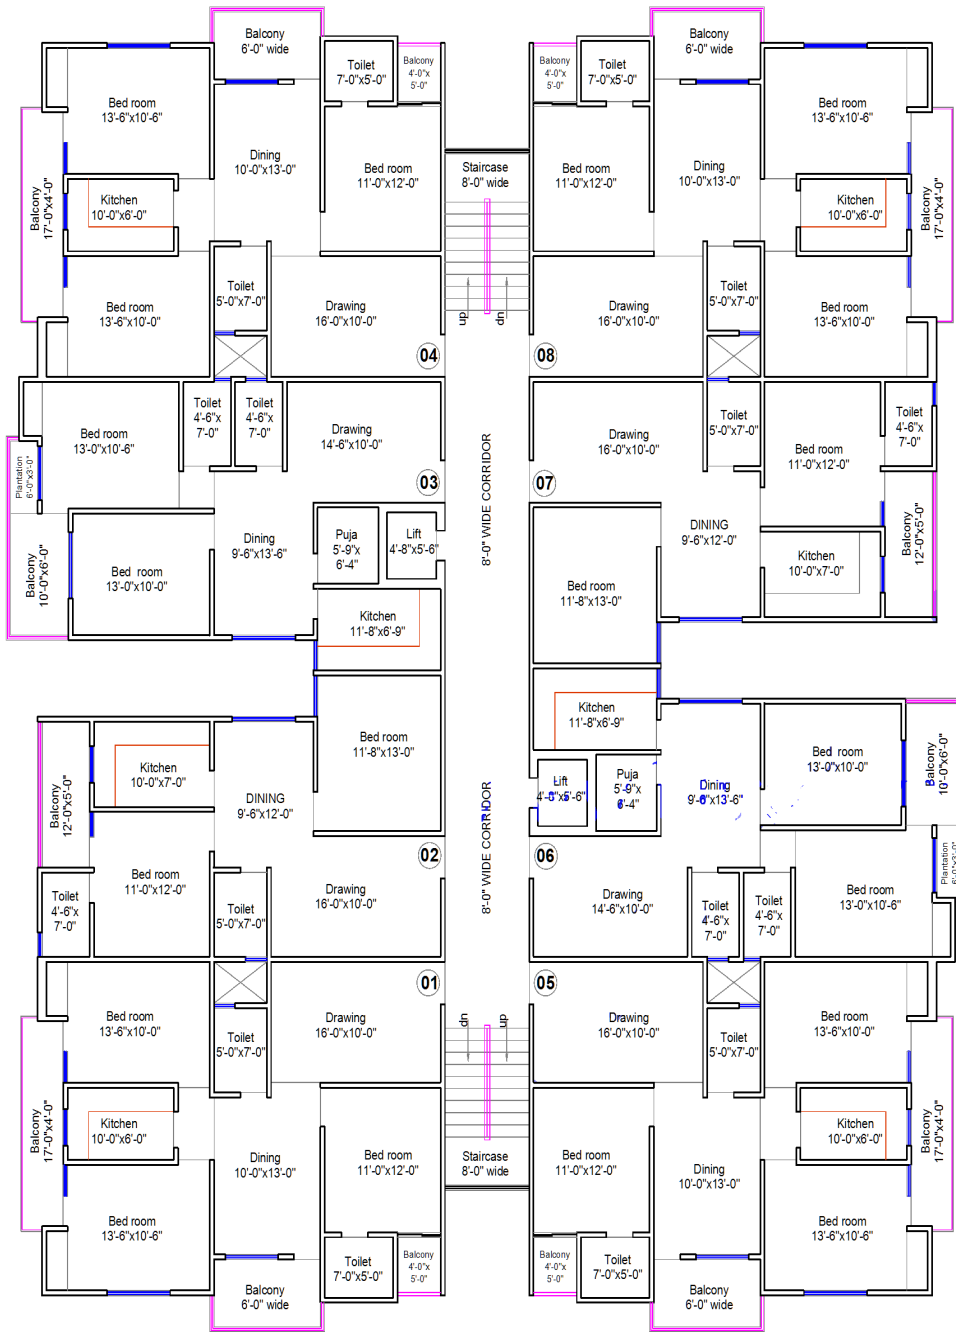 Balcony
6'-0" wide
Toilet
7'-0"x5'-0"
Balcony
4'-0"x
5'-0"
Balcony
4'-0"x
5'-0"
Toilet
7'-0"x5'-0"
Balcony
6'-0" wide
Bed room
13'-6"x10'-6"
Dining
10'-0"x13'-0"
Bed room
11'-0"x12'-0"
Staircase
8'-0" wide
Bed room
11'-0"x12'-0"
Dining
10'-0"x13'-0"
Bed room
13'-6"x10'-6"
Balcony
17'-0"x4'-0"
Kitchen
10'-0"x6'-0"
Kitchen
10'-0"x6'-0"
Balcony
17'-0"x4'-0"
Bed room
13'-6"x10'-0"
Toilet
5'-0"x7'-0"
Drawing
16'-0"x10'-0"
up
dn
Drawing
16'-0"x10'-0"
Toilet
5'-0"x7'-0"
Bed room
13'-6"x10'-0"
04
08
Bed room
13'-0"x10'-6"
Toilet
4'-6"x
7'-0"
Toilet
4'-6"x
7'-0"
Drawing
14'-6"x10'-0"
Drawing
16'-0"x10'-0"
Toilet
5'-0"x7'-0"
Bed room
11'-0"x12'-0"
Toilet
4'-6"x
7'-0"
Plantation
6'-0"x3'-0"
03
8'-0" WIDE CORRIDOR
07
Balcony
10'-0"x6'-0"
Bed room
13'-0"x10'-0"
Dining
9'-6"x13'-6"
Puja
5'-9"x
6'-4"
Lift
4'-8"x5'-6"
Bed room
11'-8"x13'-0"
DINING
9'-6"x12'-0"
Kitchen
10'-0"x7'-0"
Balcony
12'-0"x5'-0"
Kitchen
11'-8"x6'-9"
Bed room
11'-8"x13'-0"
Kitchen
11'-8"x6'-9"
Balcony
12'-0"x5'-0"
Kitchen
10'-0"x7'-0"
DINING
9'-6"x12'-0"
8'-0" WIDE CORRIDOR
Lift
4'-8"x5'-6"
Puja
5'-9"x
6'-4"
Dining
9'-6"x13'-6"
Bed room
13'-0"x10'-0"
Balcony
10'-0"x6'-0"
02
06
Toilet
4'-6"x
7'-0"
Bed room
11'-0"x12'-0"
Toilet
5'-0"x7'-0"
Drawing
16'-0"x10'-0"
Drawing
14'-6"x10'-0"
Toilet
4'-6"x
7'-0"
Toilet
4'-6"x
7'-0"
Bed room
13'-0"x10'-6"
Plantation
6'-0"x3'-0"
01
05
Bed room
13'-6"x10'-0"
Toilet
5'-0"x7'-0"
Drawing
16'-0"x10'-0"
dn
up
Drawing
16'-0"x10'-0"
Toilet
5'-0"x7'-0"
Bed room
13'-6"x10'-0"
Balcony
17'-0"x4'-0"
Kitchen
10'-0"x6'-0"
Kitchen
10'-0"x6'-0"
Balcony
17'-0"x4'-0"
Dining
10'-0"x13'-0"
Bed room
11'-0"x12'-0"
Staircase
8'-0" wide
Bed room
11'-0"x12'-0"
Dining
10'-0"x13'-0"
Bed room
13'-6"x10'-6"
Bed room
13'-6"x10'-6"
Balcony
6'-0" wide
Toilet
7'-0"x5'-0"
Balcony
4'-0"x
5'-0"
Balcony
4'-0"x
5'-0"
Toilet
7'-0"x5'-0"
Balcony
6'-0" wide